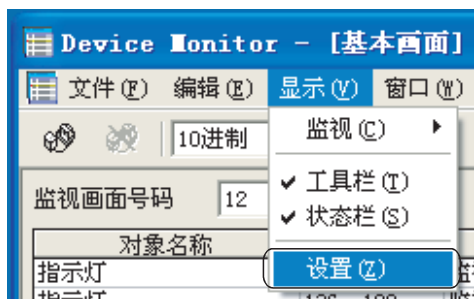 Device Monitor - [基本画面]
文件(F) 编辑(E) 显示(V) 窗口(W)
10进制
监视(C)
工具栏(T)
状态栏(S)
设置(Z)
监视画面号码 12
对象名称
指示灯